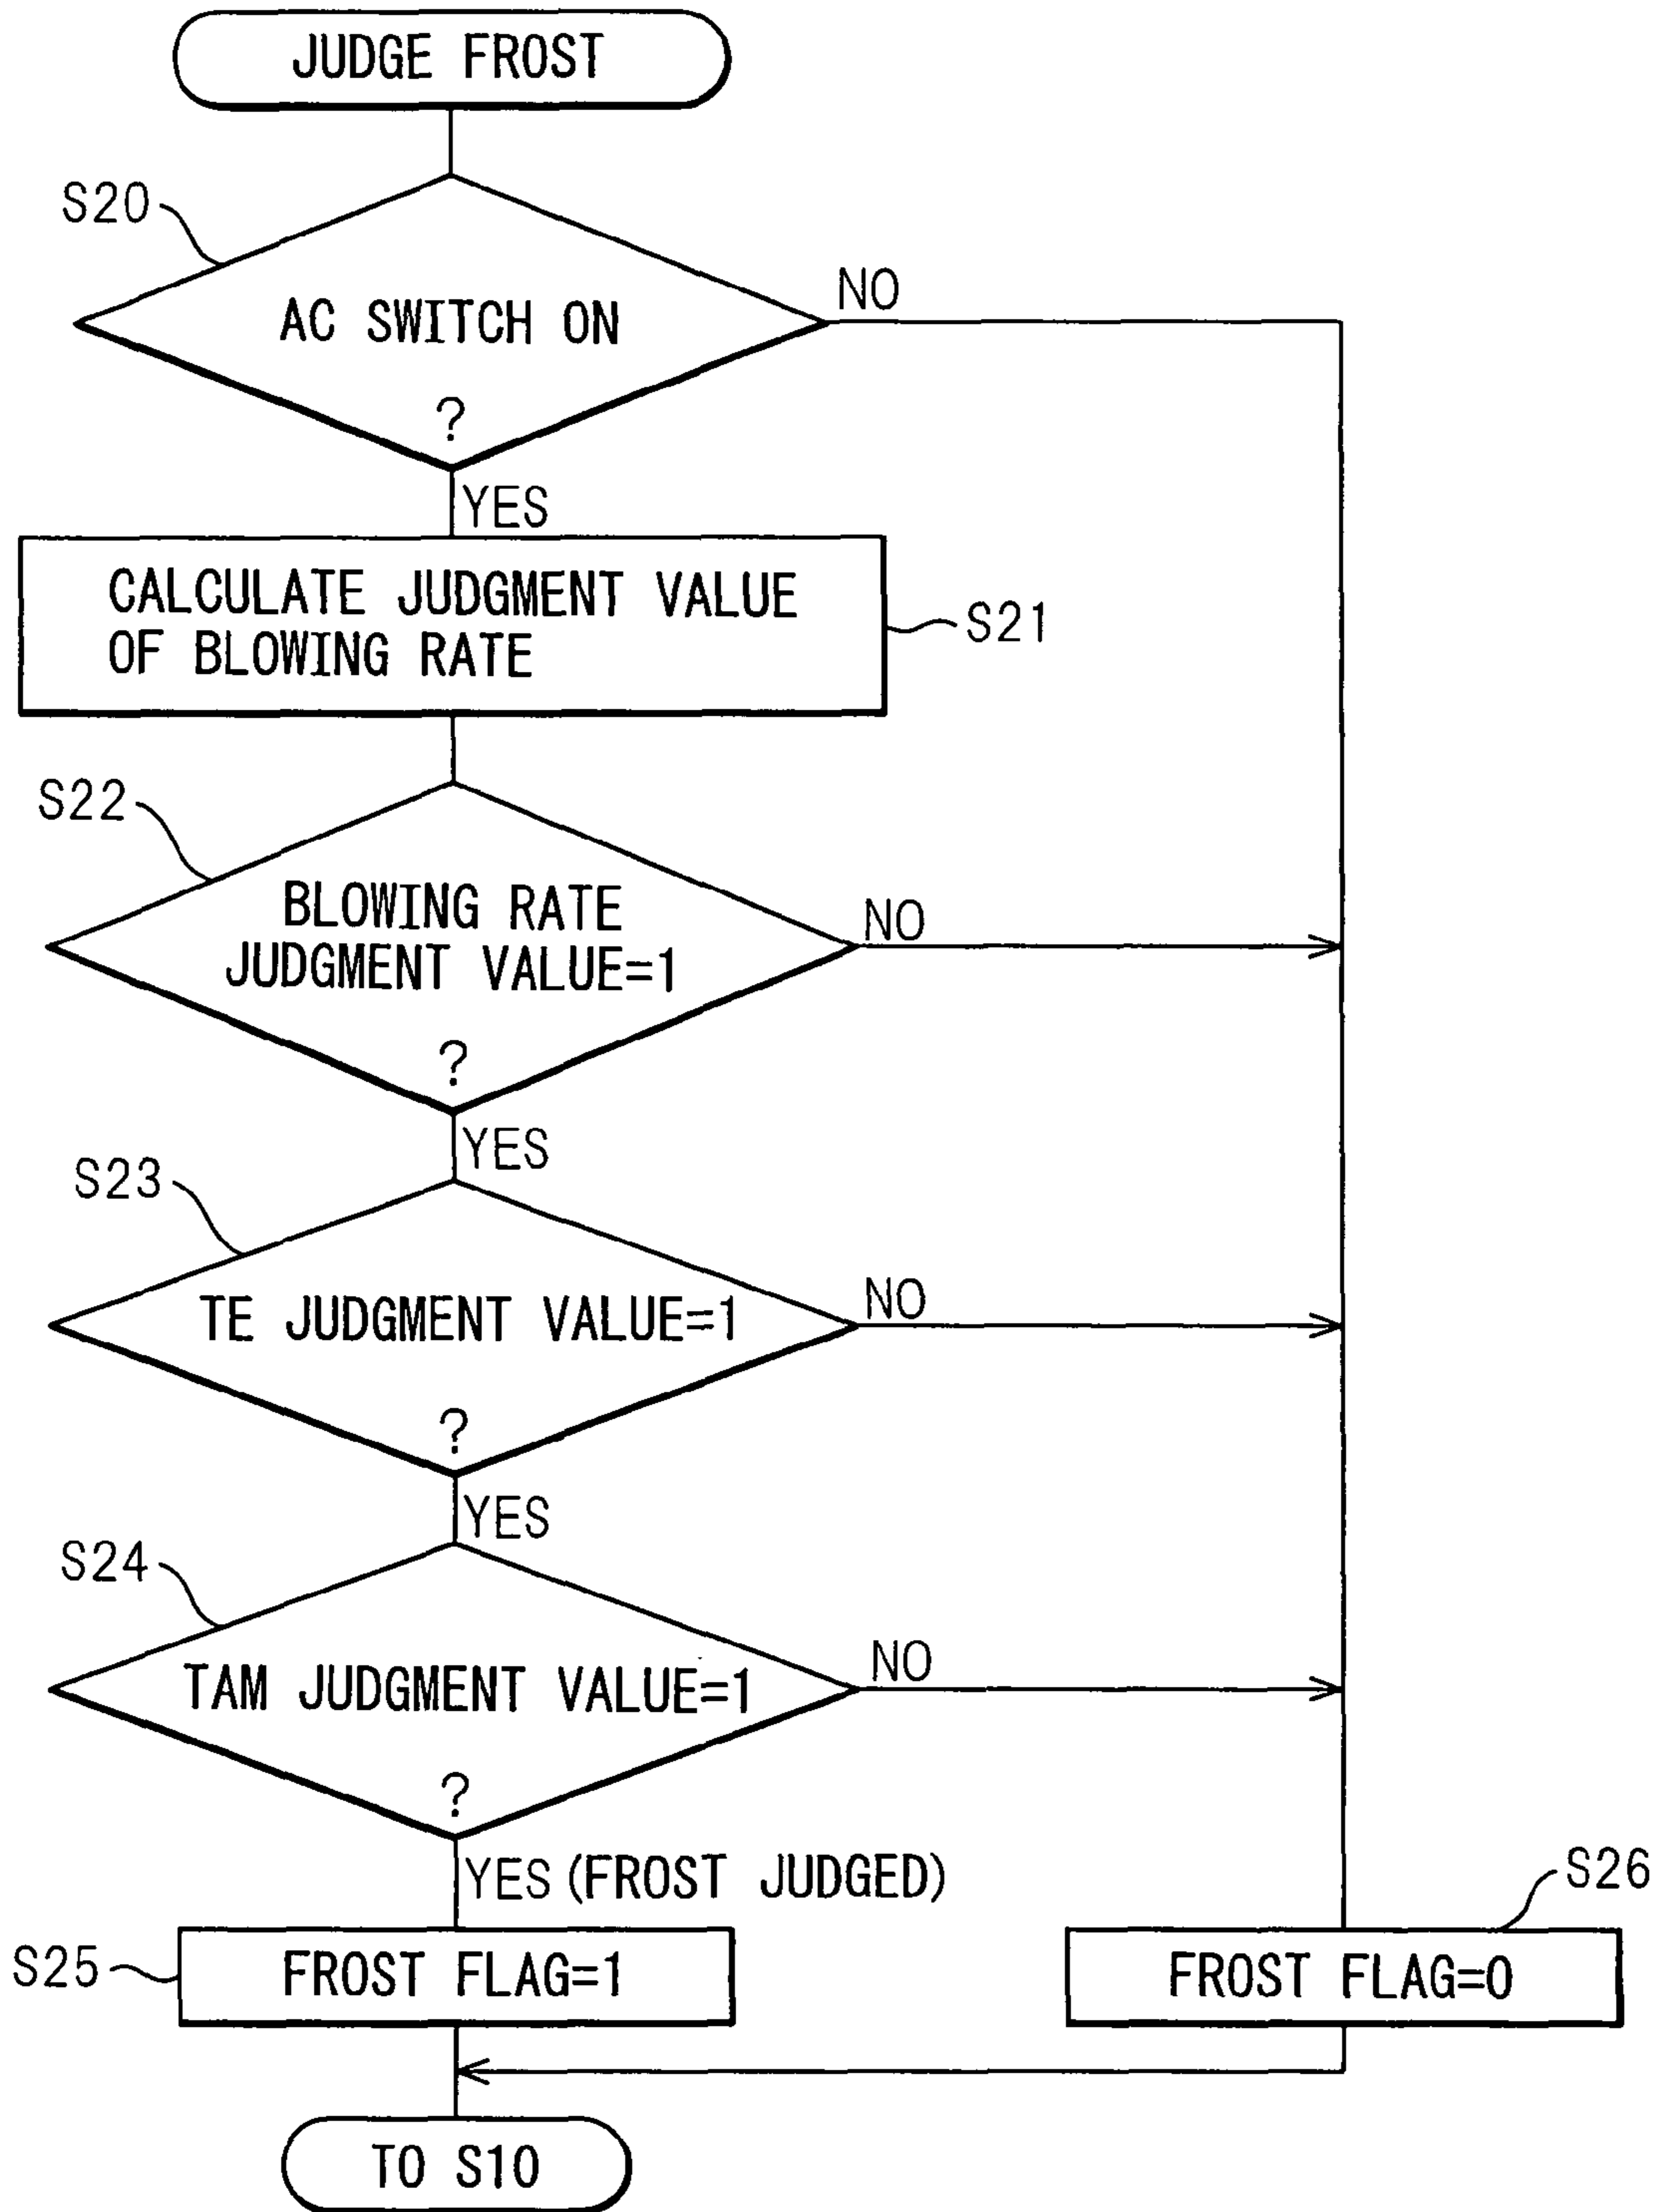 JUDGE FROST
S20
AC SWITCH ON
?
NO
YES
CALCULATE JUDGMENT VALUE
OF BLOWING RATE
S21
S22
BLOWING RATE
JUDGMENT VALUE=1
?
NO
YES
S23
TE JUDGMENT VALUE=1
?
NO
YES
S24
TAM JUDGMENT VALUE=1
?
NO
YES (FROST JUDGED)
S25
FROST FLAG=1
S26
FROST FLAG=0
TO S10